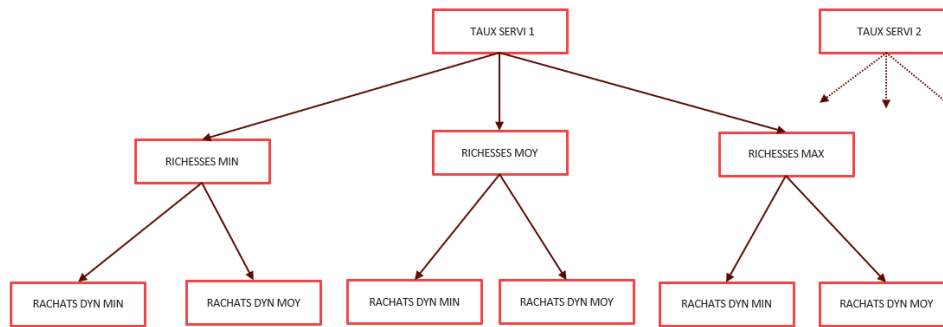 TAUX SERVI 1
TAUX SERVI 2
RICHESSES MIN
RICHESSES MOY
RICHESSES MAX
RACHATS DYN MIN
RACHATS DYN MOY
RACHATS DYN MIN
RACHATS DYN MOY
RACHATS DYN MIN
RACHATS DYN MOY